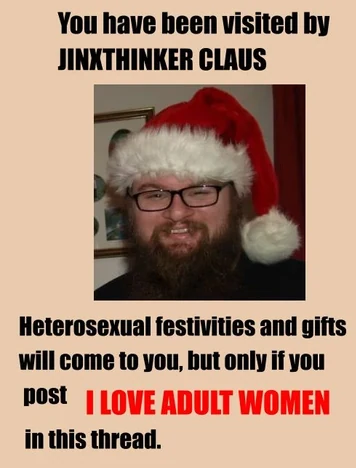 You have been visited by
JINXTHINKER CLAUS
Heterosexual festivities and gifts
will come to you, but only if you
post I LOVE ADULT WOMEN
in this thread.